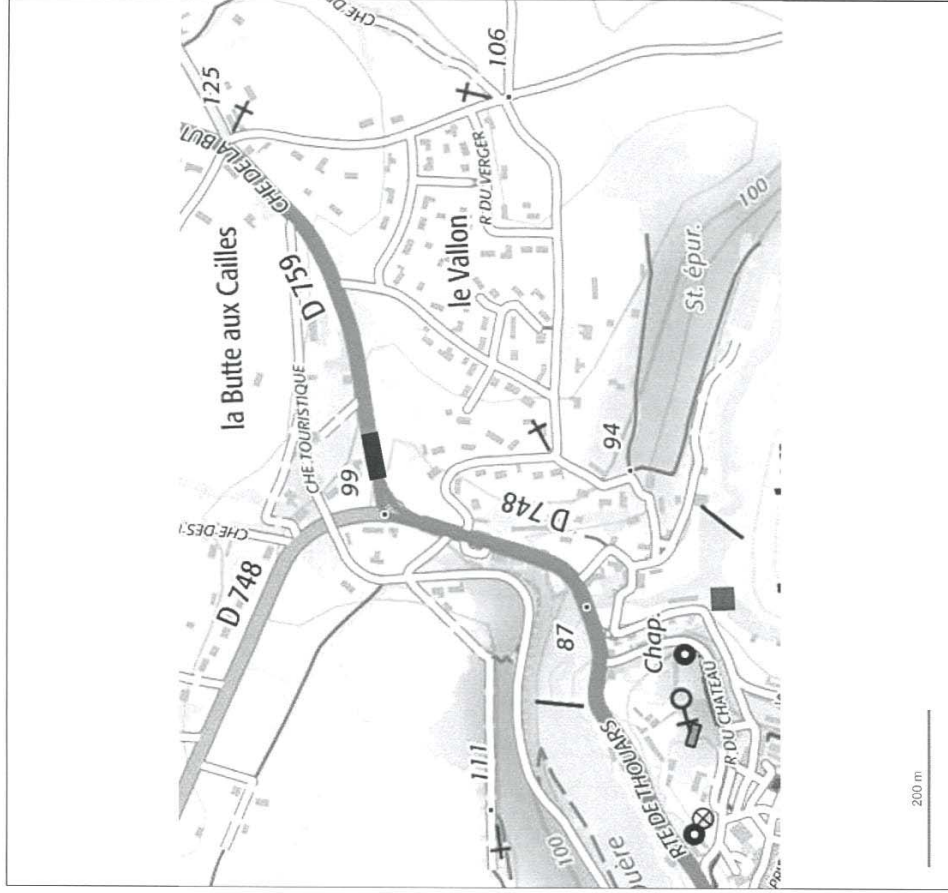 CHE DE
106
125
CHE DE LA BUT
R DU VERGER
la Butte aux Cailles
D 759
le Vallon
100
St. épur.
CHE TOURISTIQUE
94
99
D 748
CHE DES
D 748
87
Chap.
R DU CHATEAU
111
RTE DE THOUARS
100
uère
200 m